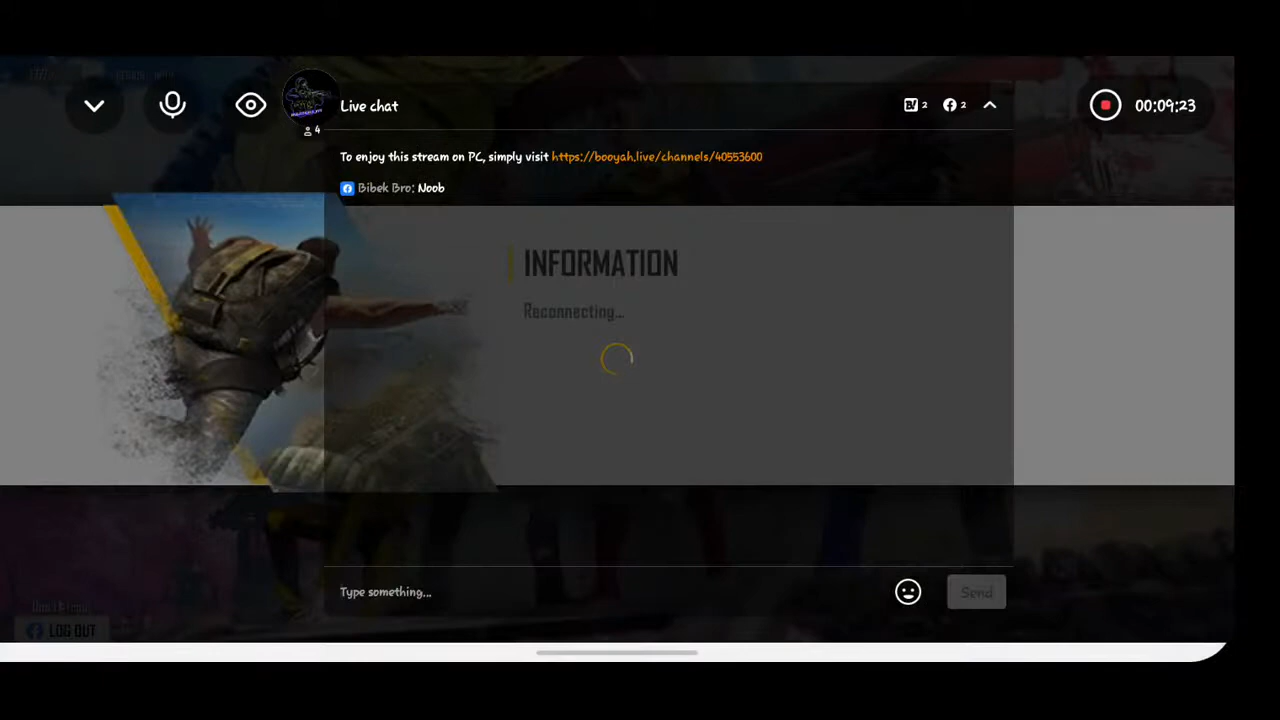 Live chat
2
2
00:09:23
4
To enjoy this stream on PC, simply visit https://booyah.live/channels/40553600
Bibek Bro: Noob
INFORMATION
Reconnecting...
Type something...
Send
LOG OUT